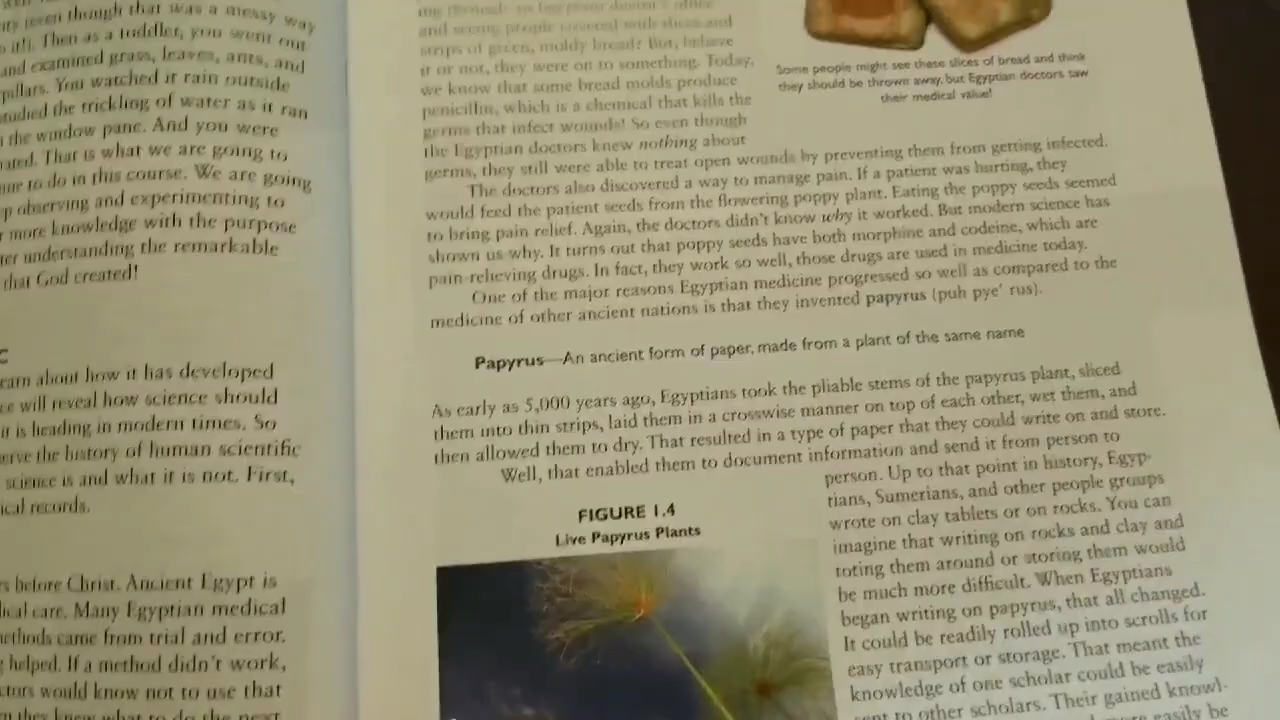 its (even though that was a messy way
it!). Then as a toddler, you went out
and examined grass, leaves, ants, and
pillars. You watched it rain outside
studied the trickling of water as it ran
the window pane. And you were
That is what we are going to
to do in this course. We are going
observing and experimenting to
more knowledge with the purpose
understanding the remarkable
that God created!
about how it has developed
will reveal how science should
it is heading in modern times. So
the history of human scientific
science is and what it is not. First,
records.
before Christ. Ancient Egypt is
care. Many Egyptian medical
methods came from trial and error.
helped. If a method didn't work,
would know not to use that
they knew what to do the next
doctor's office
and seeing people covered with slices and
strips of green, moldy bread? But, believe
it or not, they were on to something. Today,
we know that some bread molds produce
penicillin, which is a chemical that kills the
germs that infect wounds! So even though
the Egyptian doctors knew nothing about
germs, they still were able to treat open wounds by preventing them from getting infected.
Some people might see these slices of bread and think
they should be thrown away, but Egyptian doctors saw
their medical value!
The doctors also discovered a way to manage pain. If a patient was hurting, they
would feed the patient seeds from the flowering poppy plant. Eating the poppy seeds seemed
to bring pain relief. Again, the doctors didn't know why it worked. But modern science has
shown us why. It turns out that poppy seeds have both morphine and codeine, which are
pain-relieving drugs. In fact, they work so well, those drugs are used in medicine today.
One of the major reasons Egyptian medicine progressed so well as compared to the
medicine of other ancient nations is that they invented papyrus (puh pye' rus).
Papyrus—An ancient form of paper, made from a plant of the same name
As early as 5,000 years ago, Egyptians took the pliable stems of the papyrus plant, sliced
them into thin strips, laid them in a crosswise manner on top of each other, wet them, and
then allowed them to dry. That resulted in a type of paper that they could write on and store.
Well, that enabled them to document information and send it from person to
person. Up to that point in history, Egyp-
tians, Sumerians, and other people groups
wrote on clay tablets or on rocks. You can
imagine that writing on rocks and clay and
toting them around or storing them would
be much more difficult. When Egyptians
began writing on papyrus, that all changed.
It could be readily rolled up into scrolls for
easy transport or storage. That meant the
knowledge of one scholar could be easily
sent to other scholars. Their gained knowl-
easily be
FIGURE 1.4
Live Papyrus Plants